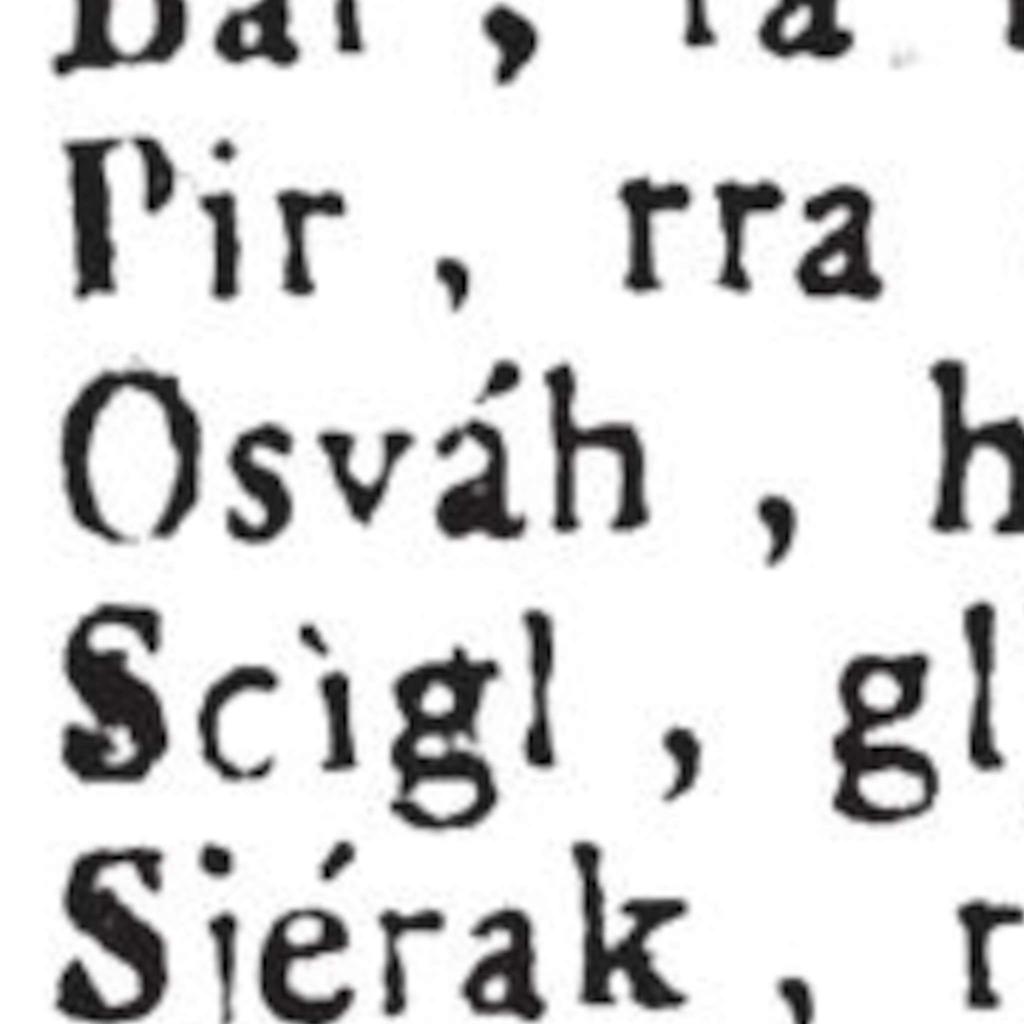 Pir , rra
Osváh , h
Scìgl , gl
Sjérak , r